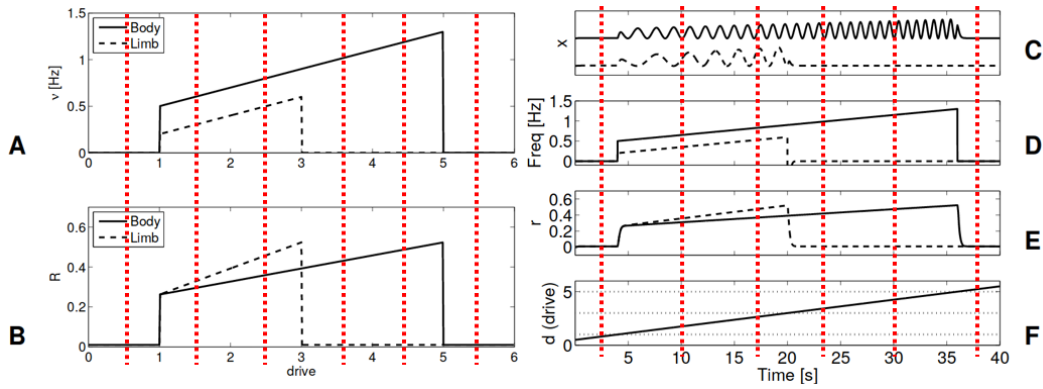 Body
Limb
ν [Hz]
1.5
1
0.5
0
0 1 2 3 4 5 6
A
Body
Limb
R
0.6
0.4
0.2
0
0 1 2 3 4 5 6
drive
B
x
C
Freq [Hz]
1.5
1
0.5
0
D
r
0.6
0.4
0.2
0
E
d (drive)
5
0
5 10 15 20 25 30 35 40
Time [s]
F